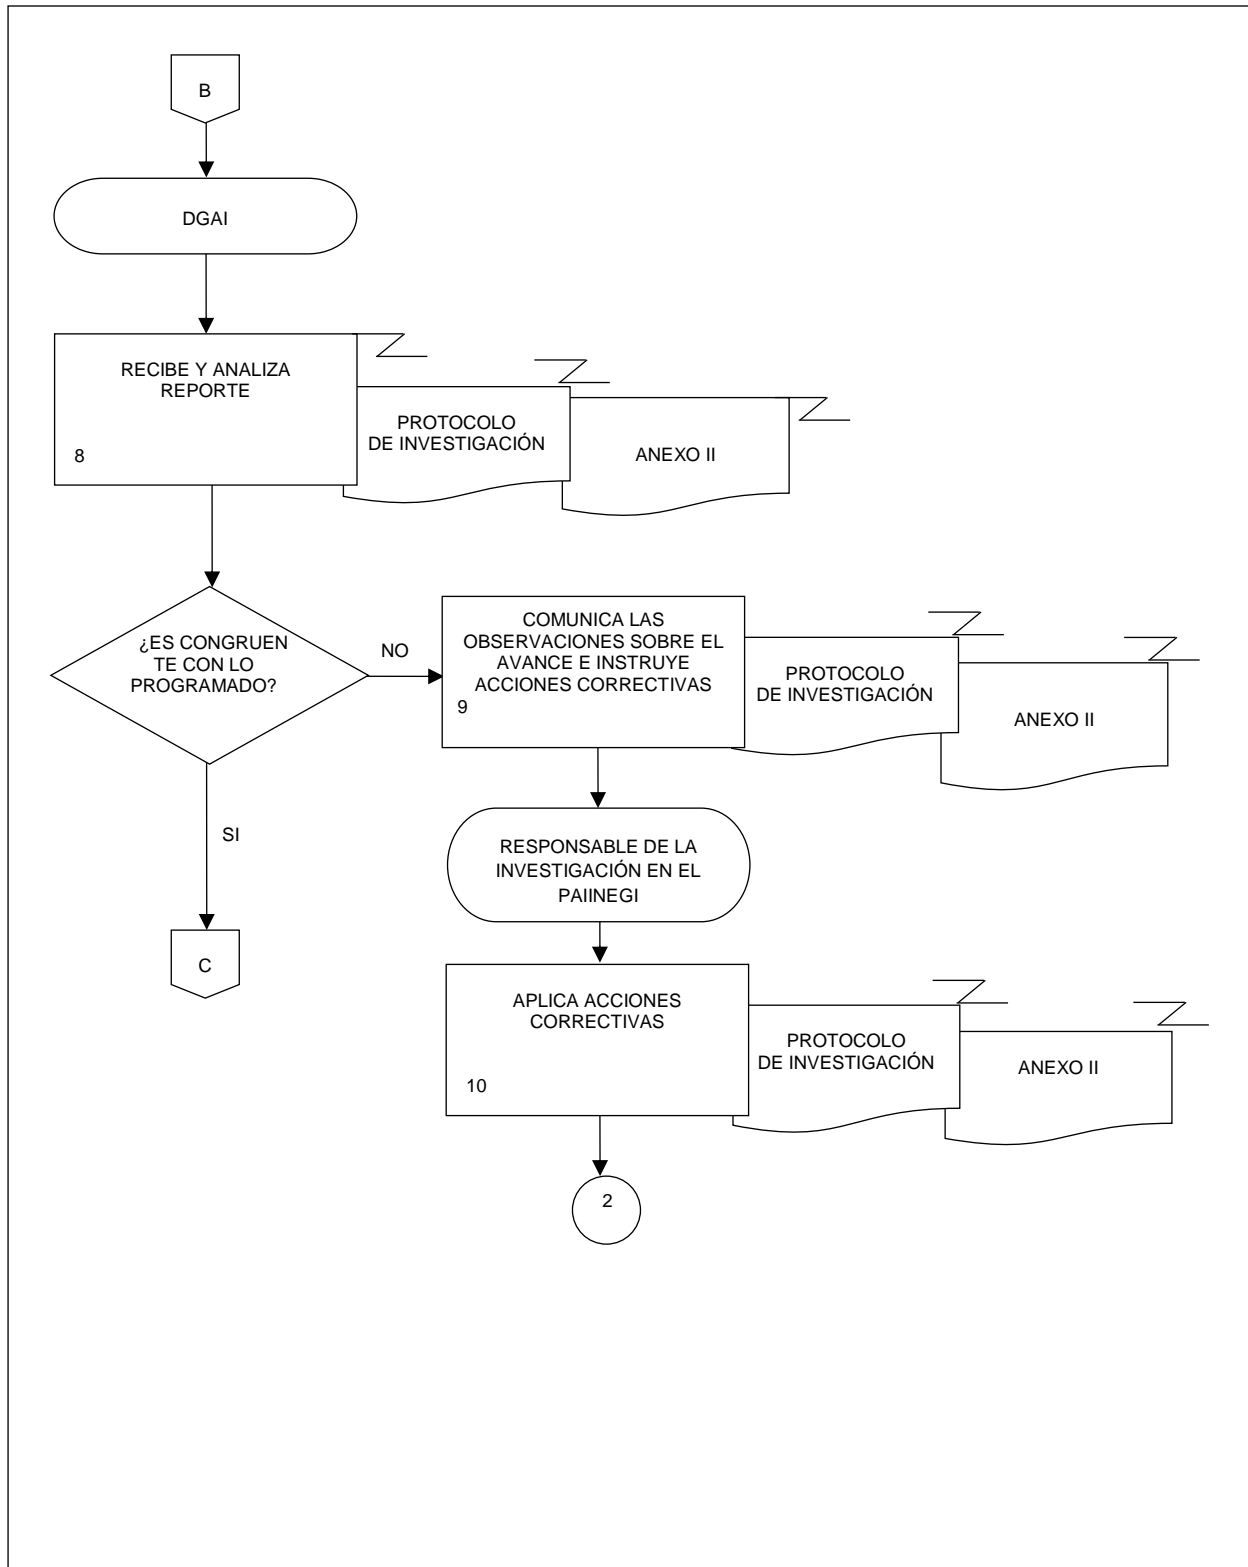 B
DGAI
RECIBE Y ANALIZA
REPORTE
8
PROTOCOLO
DE INVESTIGACIÓN
ANEXO II
¿ES CONGRUEN
TE CON LO
PROGRAMADO?
NO
SI
C
COMUNICA LAS
OBSERVACIONES SOBRE EL
AVANCE E INSTRUYE
ACCIONES CORRECTIVAS
9
PROTOCOLO
DE INVESTIGACIÓN
ANEXO II
RESPONSABLE DE LA
INVESTIGACIÓN EN EL
PAIINEGI
APLICA ACCIONES
CORRECTIVAS
10
PROTOCOLO
DE INVESTIGACIÓN
ANEXO II
2